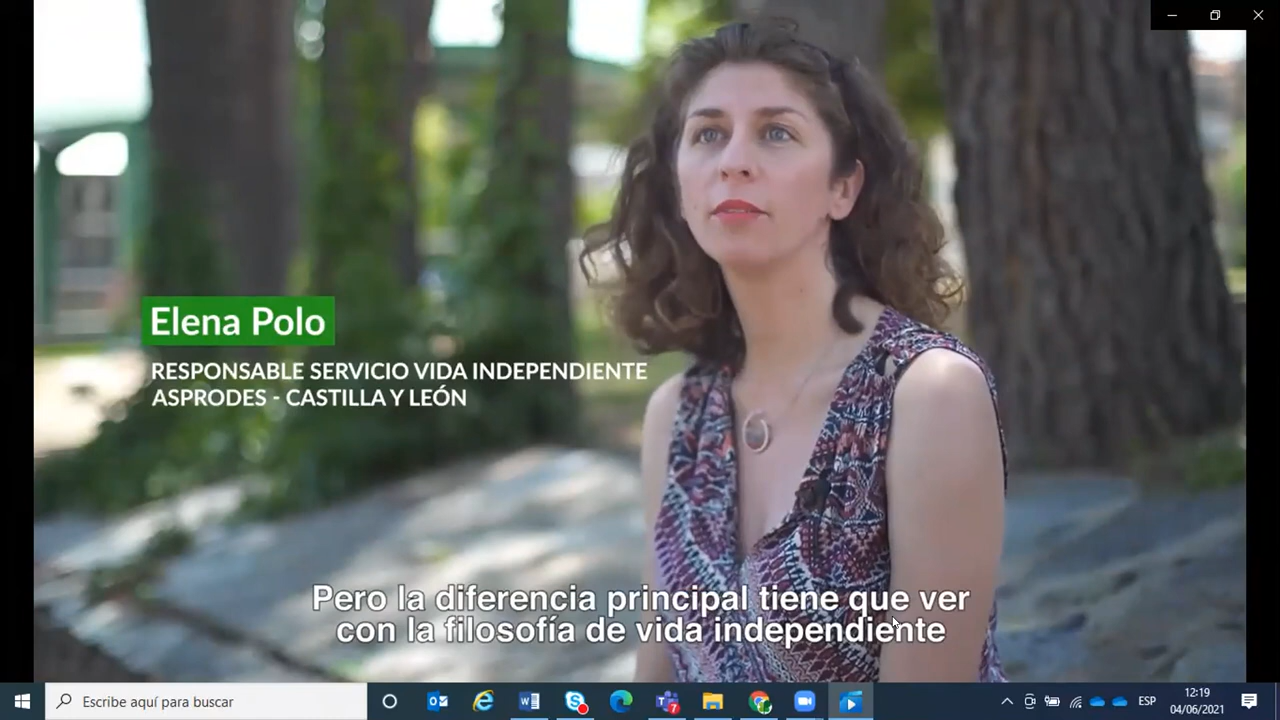 Elena Polo
RESPONSABLE SERVICIO VIDA INDEPENDIENTE
ASPRODES - CASTILLA Y LEÓN
Pero la diferencia principal tiene que ver
con la filosofía de vida independiente
Escribe aquí para buscar
7
ESP
12:19
04/06/2021